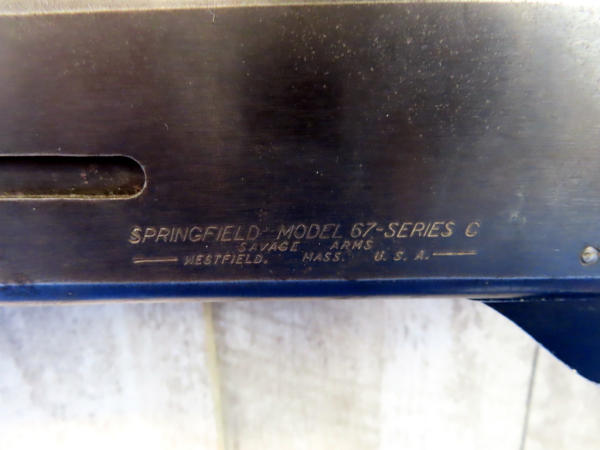 SPRINGFIELD MODEL 67-SERIES C
SAVAGE ARMS
WESTFIELD. MASS. U. S. A.